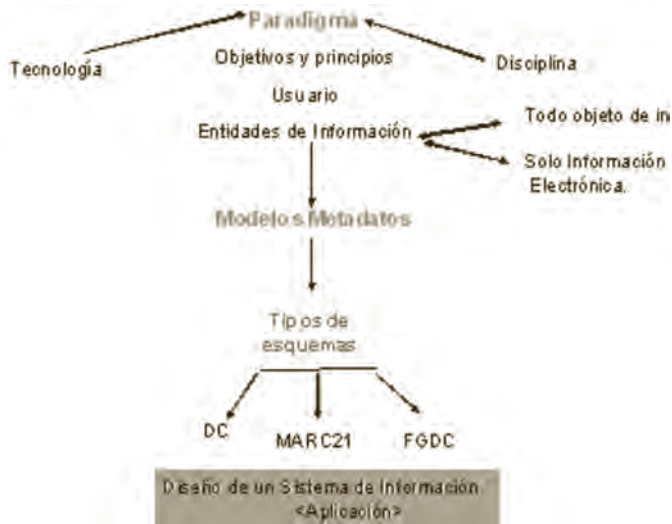 Paradigma
Tecnología
Objetivos y principios
Disciplina
Usuario
Entidades de Información
Todo objeto de in
Solo Información
Electrónica.
Modelos Metadatos
Tipos de
esquemas
DC
MARC21
FGDC
Diseño de un Sistema de Información
<Aplicación>